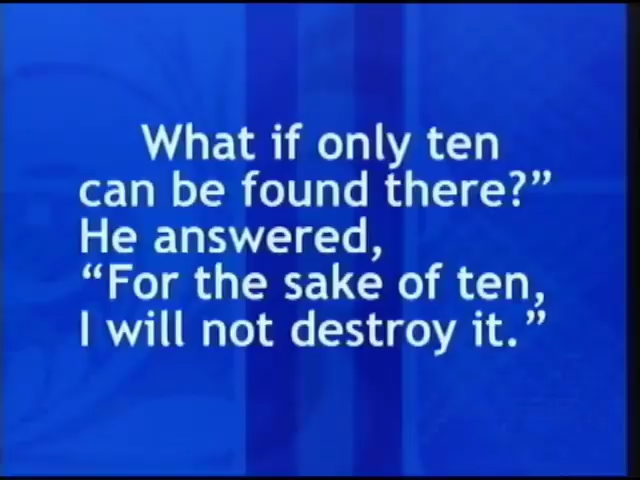 What if only ten
can be found there?”
He answered,
“For the sake of ten,
I will not destroy it.”